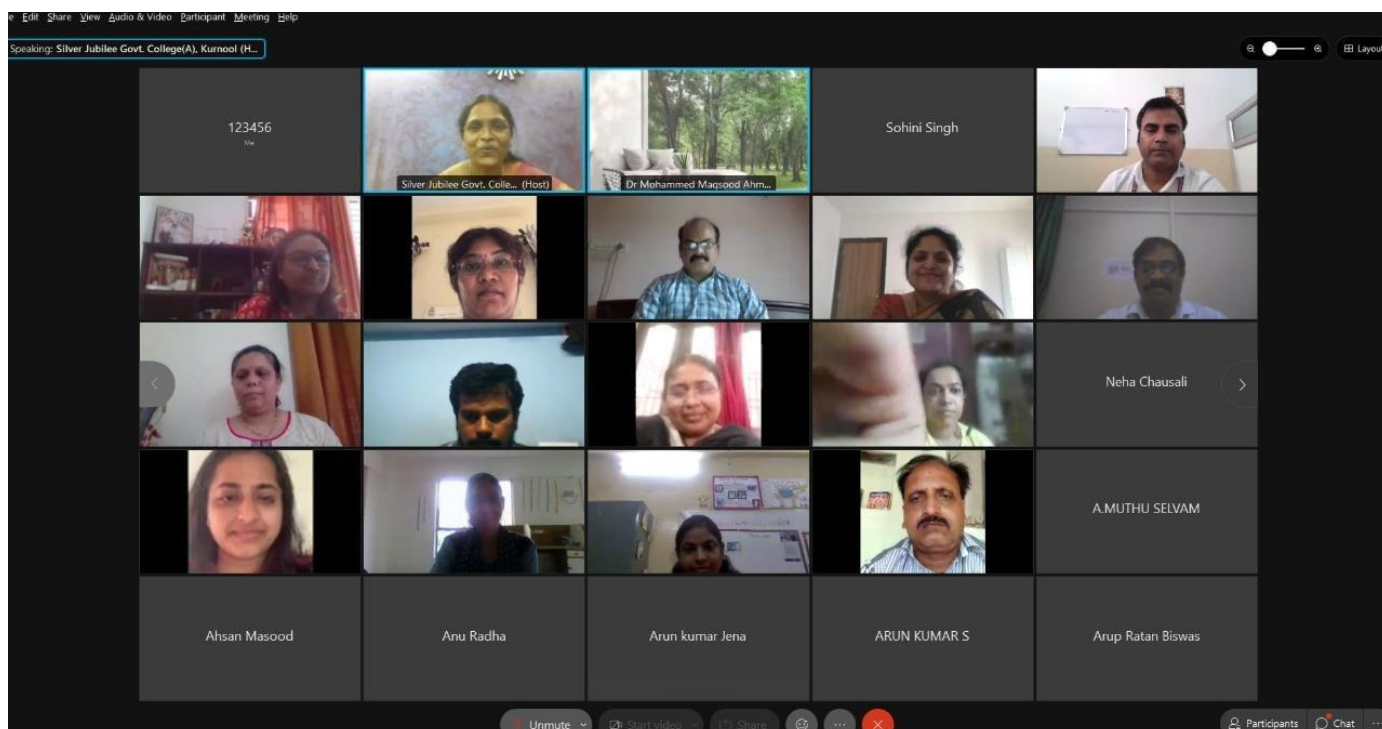 Edit Share View Audio & Video Participant Meeting Help
Speaking: Silver Jubilee Govt. College(A), Kurnool (H...
Layout
123456
Me
Silver Jubilee Govt. Colle... (Host)
Dr Mohammed Maqsood Ahm...
Sohini Singh
Neha Chausali
A.MUTHU SELVAM
Ahsan Masood
Anu Radha
Arun kumar Jena
ARUN KUMAR S
Arup Ratan Biswas
Unmute
Start video
Share
Participants
Chat